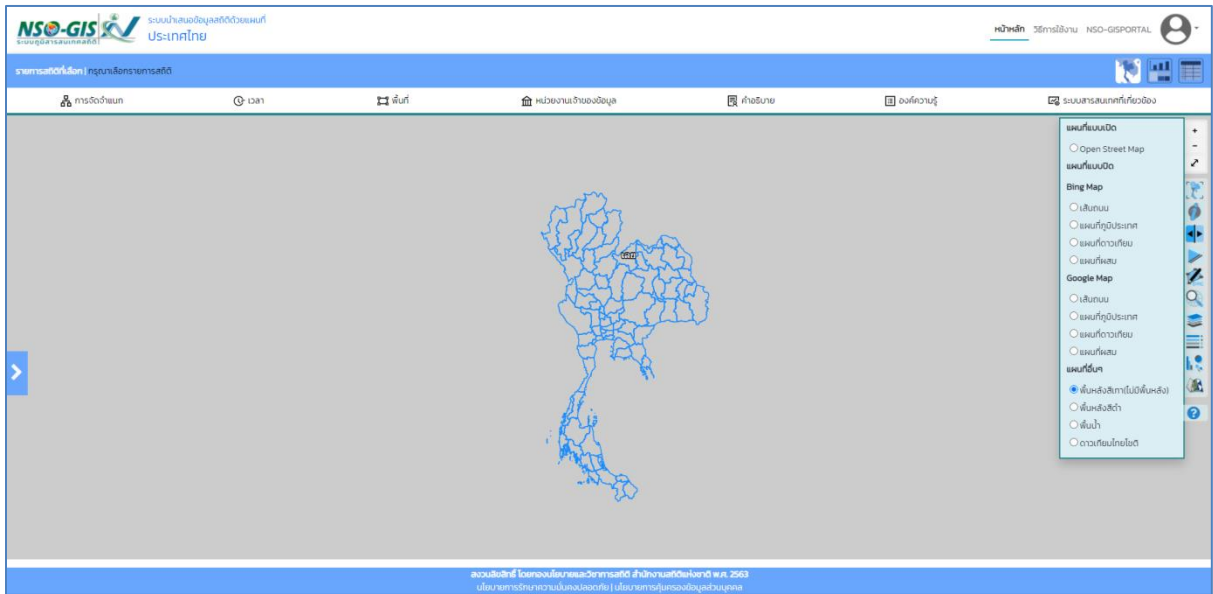 NSO-GIS
ระบบภูมิสารสนเทศสถิติ
ระบบนำเสนอข้อมูลสถิติด้วยแผนที่
ประเทศไทย
หน้าหลัก วิธีการใช้งาน NSO-GISPORTAL
รายการสถิติที่เลือก | กรุณาเลือกรายการสถิติ
การจัดจำแนก เวลา พื้นที่ หน่วยงานเจ้าของข้อมูล คำอธิบาย องค์ความรู้ ระบบสารสนเทศที่เกี่ยวข้อง
แผนที่แบบเปิด
Open Street Map
แผนที่แบบปิด
Bing Map
เส้นถนน
แผนที่ภูมิประเทศ
แผนที่ดาวเทียม
แผนที่ผสม
Google Map
เส้นถนน
แผนที่ภูมิประเทศ
แผนที่ดาวเทียม
แผนที่ผสม
แผนที่อื่นๆ
พื้นหลังสีเทา(ไม่มีพื้นหลัง)
พื้นหลังสีดำ
พื้นน้ำ
ดาวเทียมไทยโชติ
สงวนลิขสิทธิ์ โดยกองนโยบายและวิชาการสถิติ สำนักงานสถิติแห่งชาติ พ.ศ. 2563
นโยบายการรักษาความมั่นคงปลอดภัย | นโยบายการคุ้มครองข้อมูลส่วนบุคคล